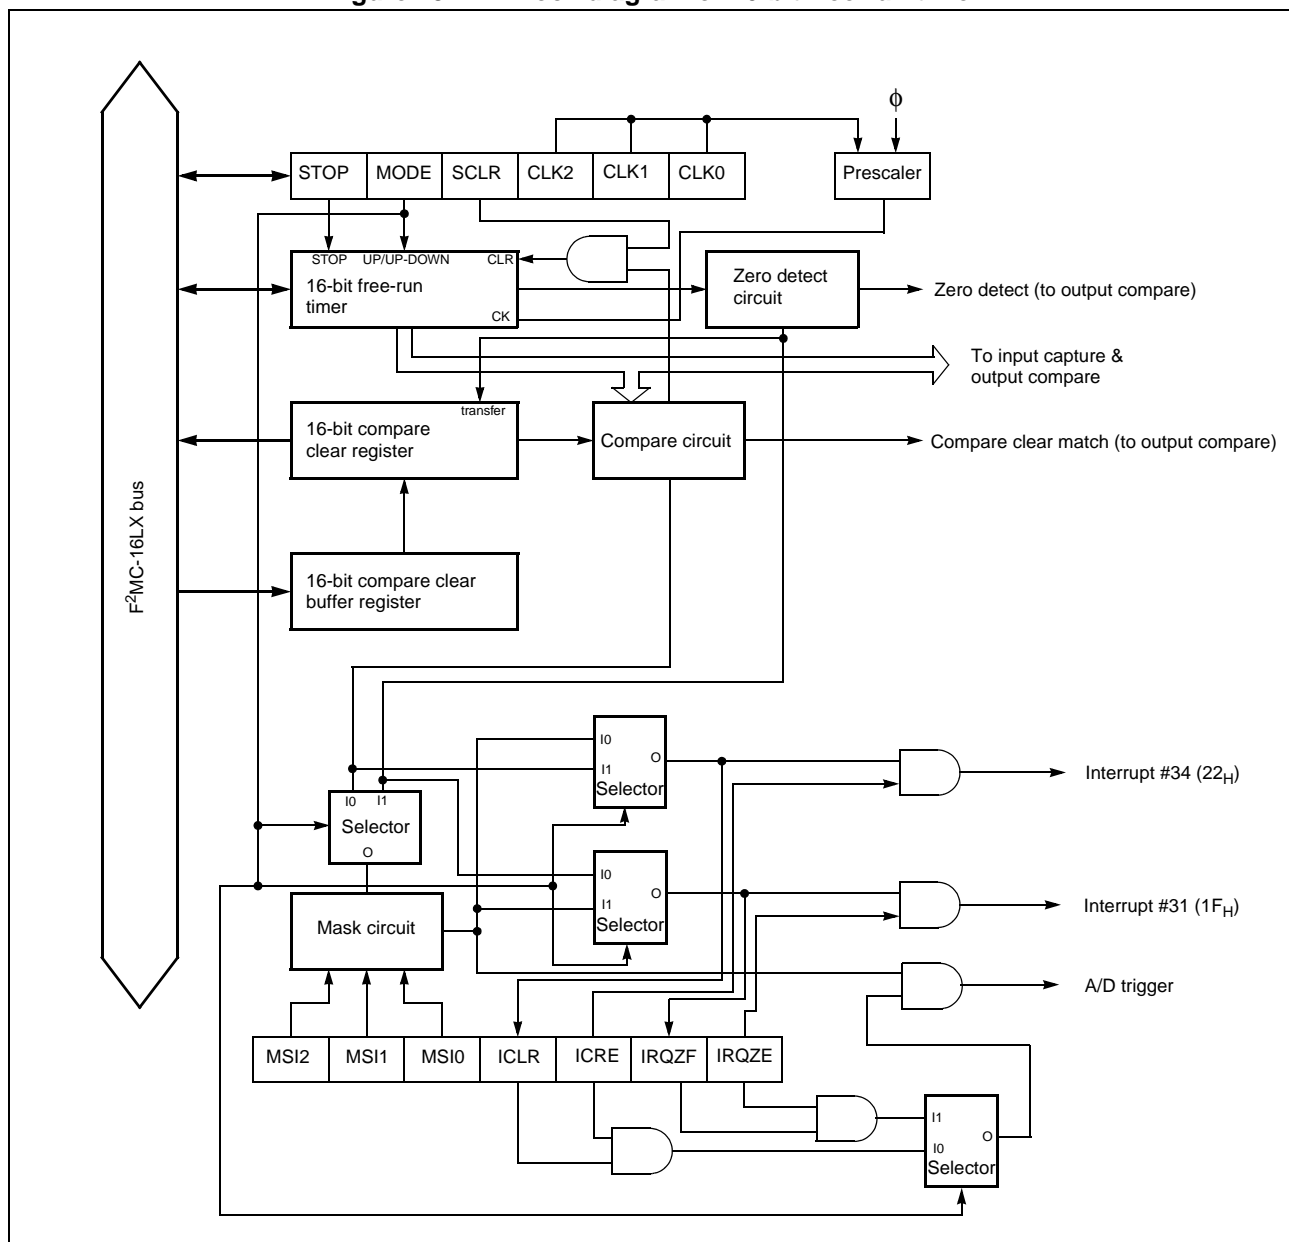 ϕ
STOP MODE SCLR CLK2 CLK1 CLK0
Prescaler
STOP UP/UP-DOWN CLR
16-bit free-run
timer
CK
Zero detect
circuit
Zero detect (to output compare)
To input capture &
output compare
transfer
16-bit compare
clear register
Compare circuit
Compare clear match (to output compare)
16-bit compare clear
buffer register
F²MC-16LX bus
I0
I1
O
Selector
Interrupt #34 (22H)
I0 I1
Selector
O
I0
I1
O
Selector
Interrupt #31 (1FH)
Mask circuit
A/D trigger
MSI2 MSI1 MSI0 ICLR ICRE IRQZF IRQZE
I1
I0
O
Selector